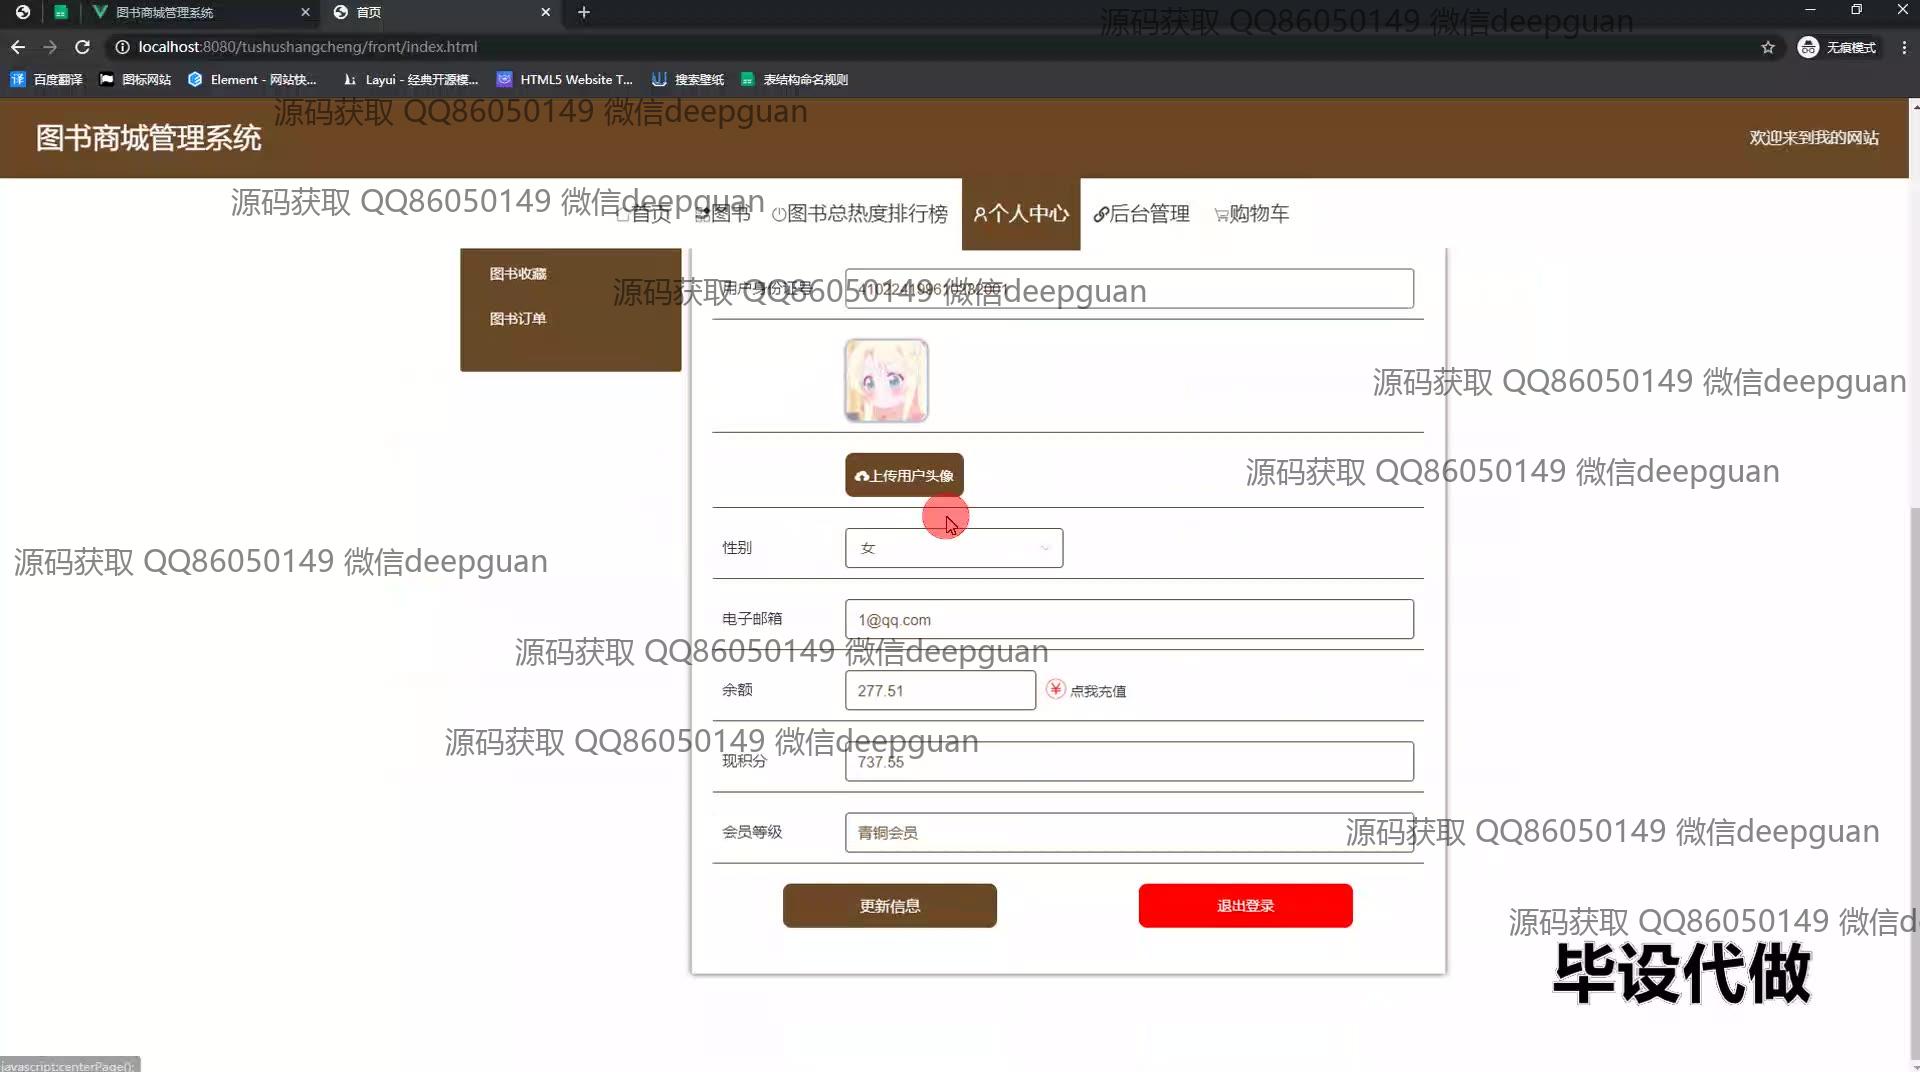 图书商城管理系统
首页
源码获取 QQ86050149 微信deepguan
localhost:8080/tushushangcheng/front/index.html
无痕模式
百度翻译
图标网站
Element - 网站快...
Layui - 经典开源模...
HTML5 Website T...
搜索壁纸
表结构命名规则
源码获取 QQ86050149 微信deepguan
图书商城管理系统
欢迎来到我的网站
源码获取 QQ86050149 微信deepguan
首页
图书
图书总热度排行榜
个人中心
后台管理
购物车
图书收藏
用户身份证号
源码获取 QQ86050149 微信deepguan
图书订单
源码获取 QQ86050149 微信deepguan
上传用户头像
源码获取 QQ86050149 微信deepguan
性别
女
源码获取 QQ86050149 微信deepguan
电子邮箱
1@qq.com
源码获取 QQ86050149 微信deepguan
余额
277.51
点我充值
源码获取 QQ86050149 微信deepguan
现积分
737.55
会员等级
青铜会员
源码获取 QQ86050149 微信deepguan
更新信息
退出登录
源码获取 QQ86050149 微信d
毕设代做
javascript:centerPage();